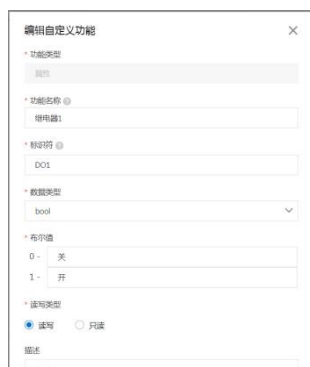 编辑自定义功能
* 功能类型
属性
* 功能名称
继电器1
* 标识符
DO1
* 数据类型
bool
* 布尔值
0 - 关
1 - 开
* 读写类型
读写 只读
描述